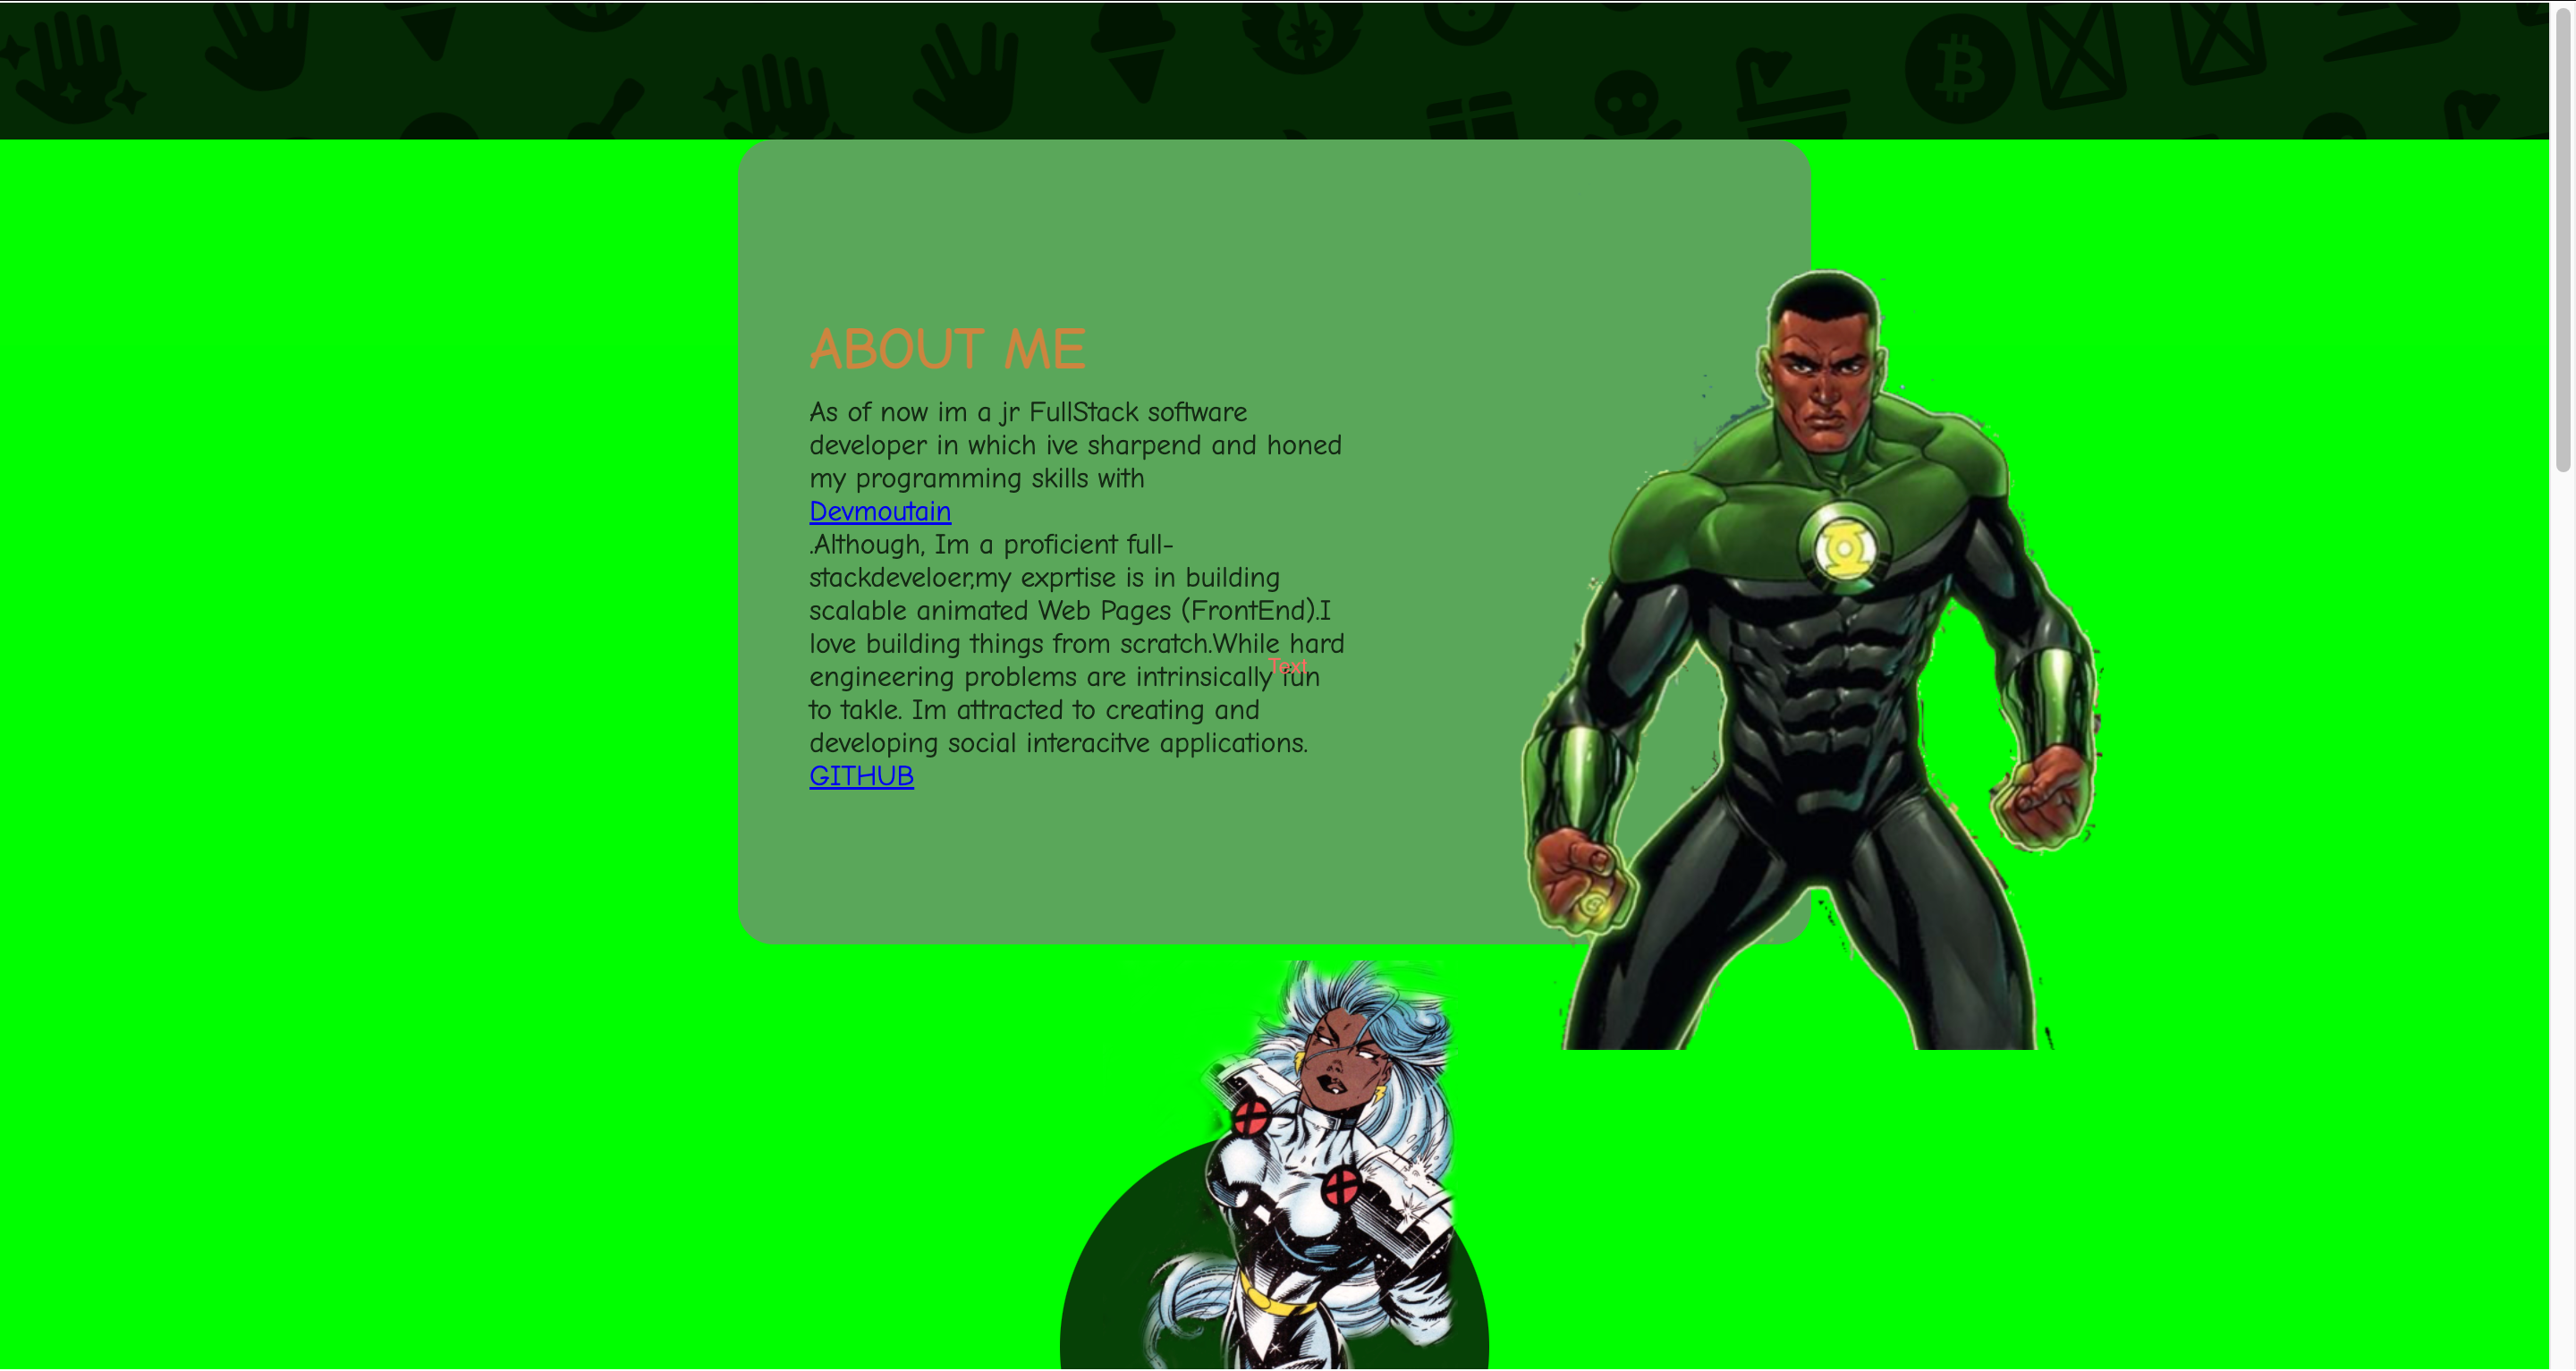 ABOUT ME
As of now im a jr FullStack software
developer in which ive sharpend and honed
my programming skills with
Devmoutain
.Although, Im a proficient full-
stackdeveloer,my exprtise is in building
scalable animated Web Pages (FrontEnd).I
love building things from scratch.While hard
Text
engineering problems are intrinsically fun
to takle. Im attracted to creating and
developing social interacitve applications.
GITHUB